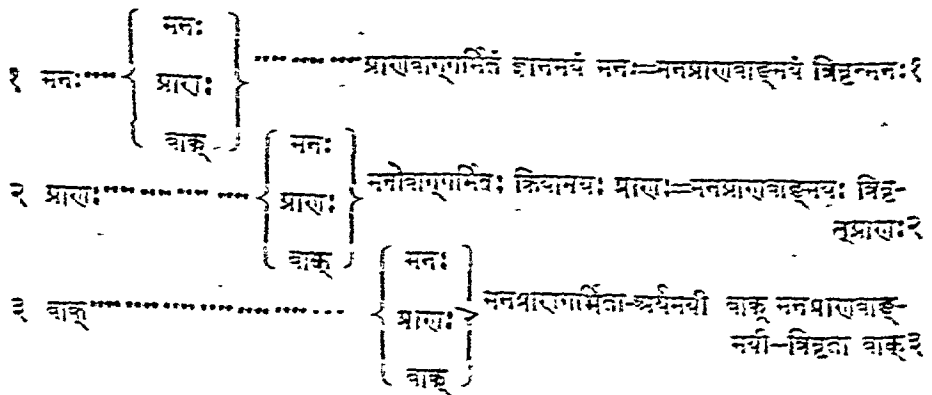 मनः
१ मनः···· प्राणः ········ प्राणवाग्गर्मितं ज्ञानमयं मनः=मनप्राणवाङ्मयं त्रिवृन्मनः१
वाक्
मनः
२ प्राणः············ प्राणः मनोवाग्गर्मितः क्रियामयः प्राणः=मनप्राणवाङ्मयः त्रिवृ-
त्प्राणः२
वाक्
मनः
३ वाक्···················· प्राणः मनप्राणगर्मिता-अर्थमयी वाक् मनप्राणवाङ्-
मयी-त्रिवृता वाक्३
वाक्